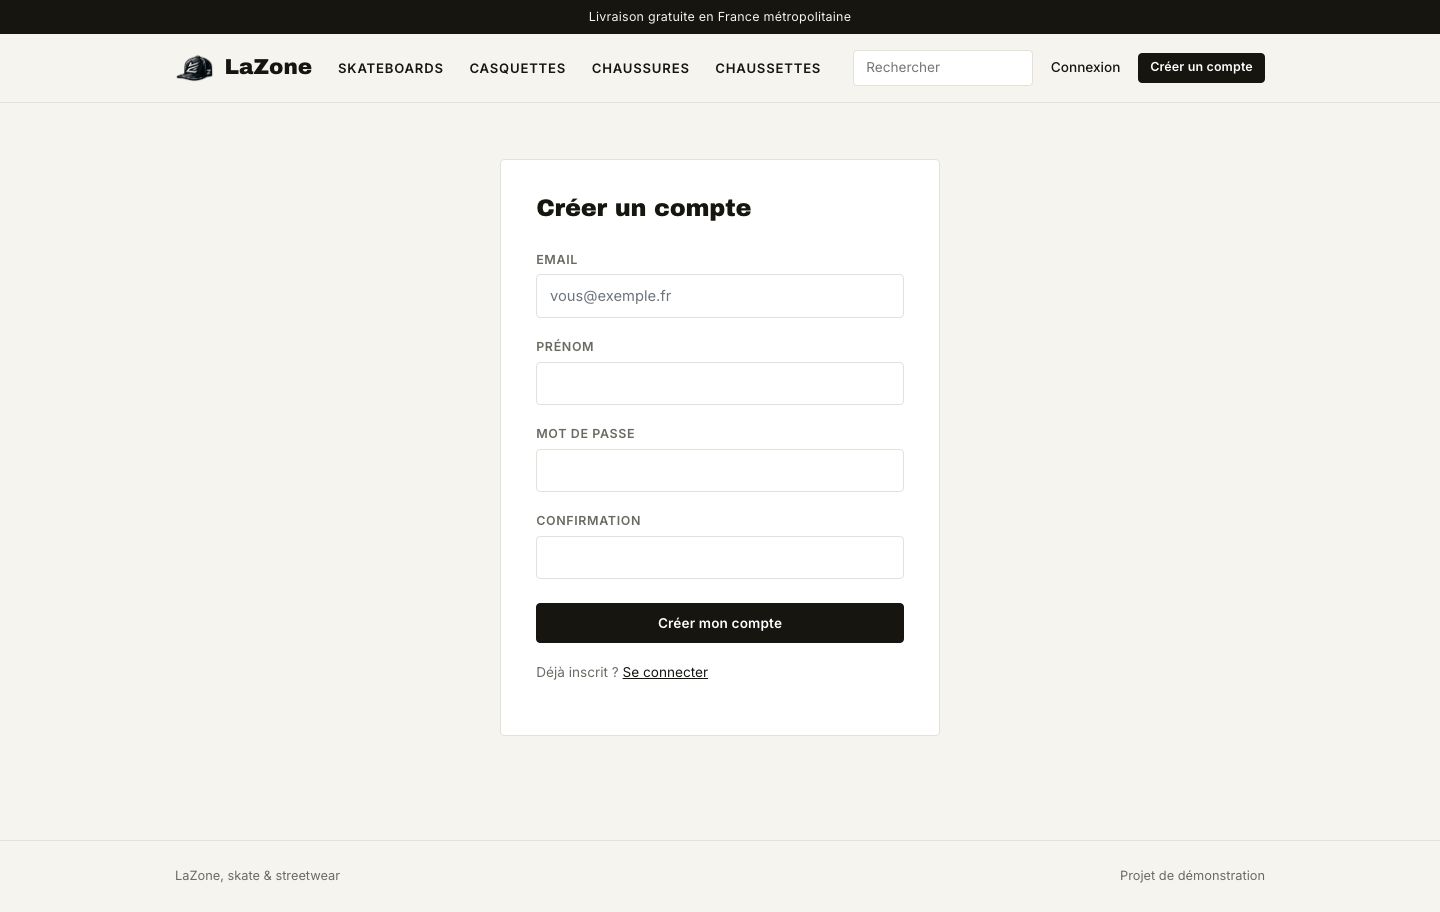 Livraison gratuite en France métropolitaine
LaZone SKATEBOARDS CASQUETTES CHAUSSURES CHAUSSETTES Rechercher Connexion Créer un compte
Créer un compte
EMAIL
vous@exemple.fr
PRÉNOM
MOT DE PASSE
CONFIRMATION
Créer mon compte
Déjà inscrit ? Se connecter
LaZone, skate & streetwear Projet de démonstration